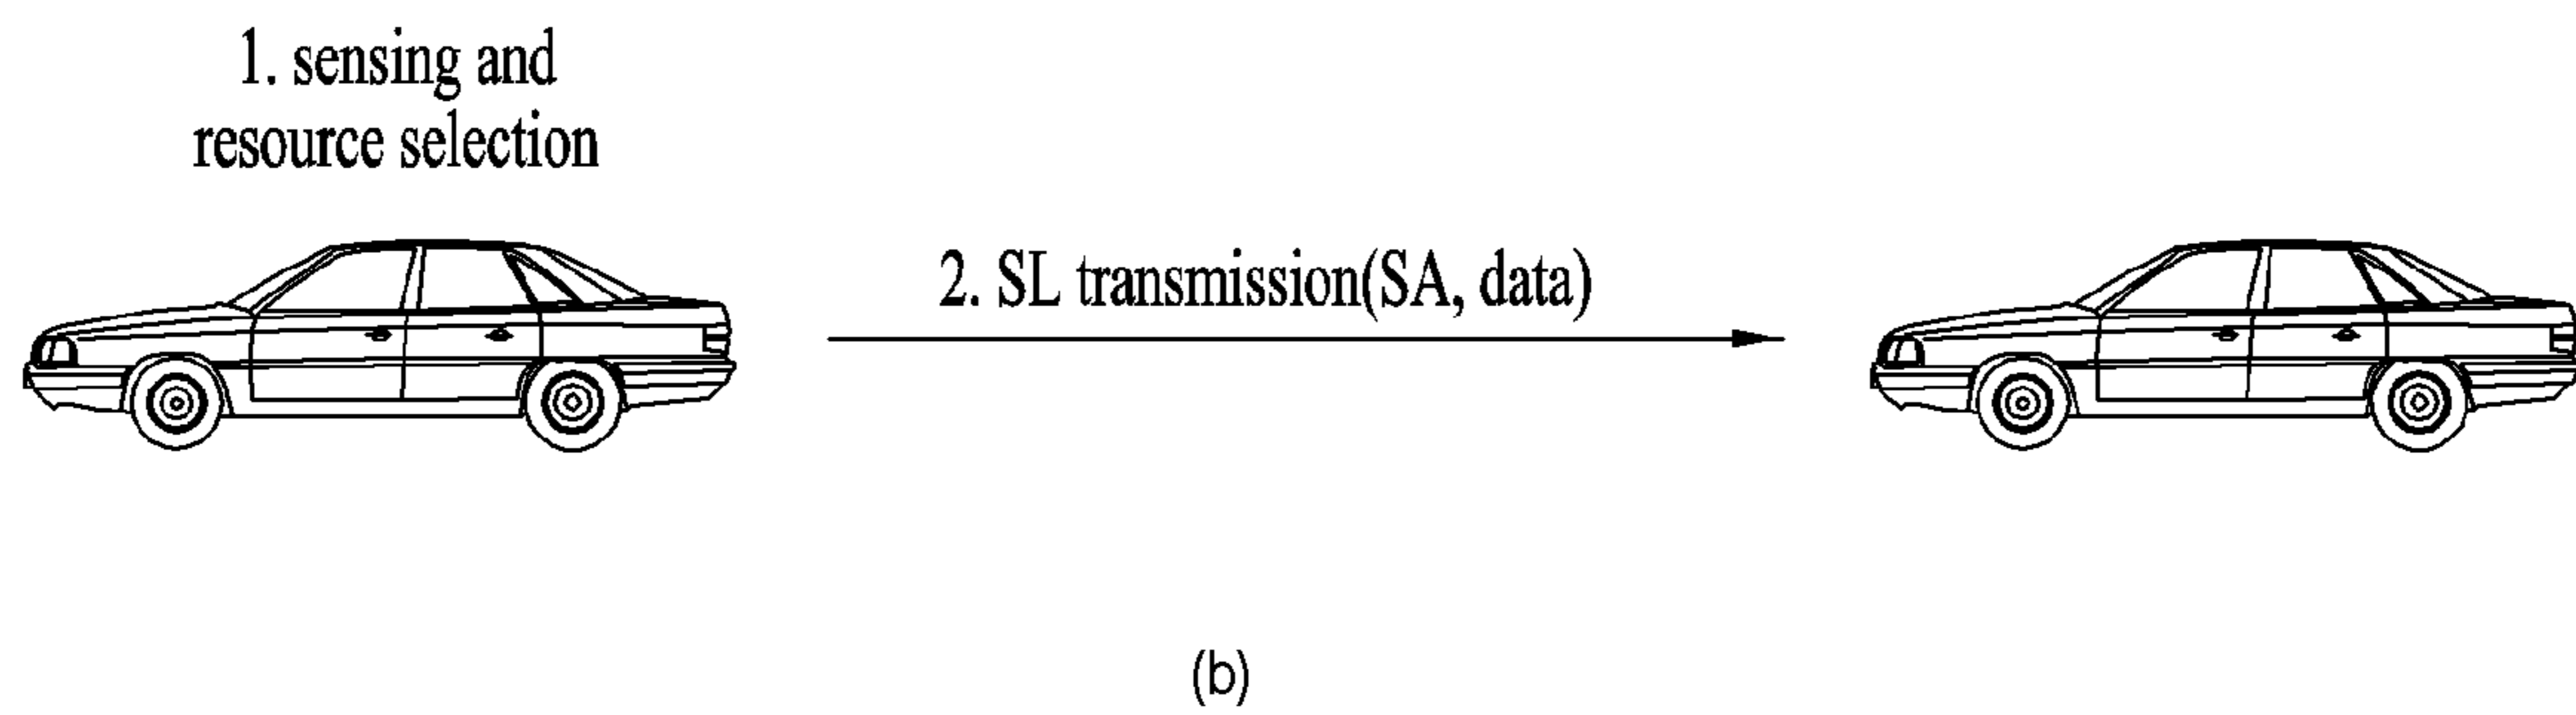 1. sensing and
resource selection
2. SL transmission(SA, data)
(b)